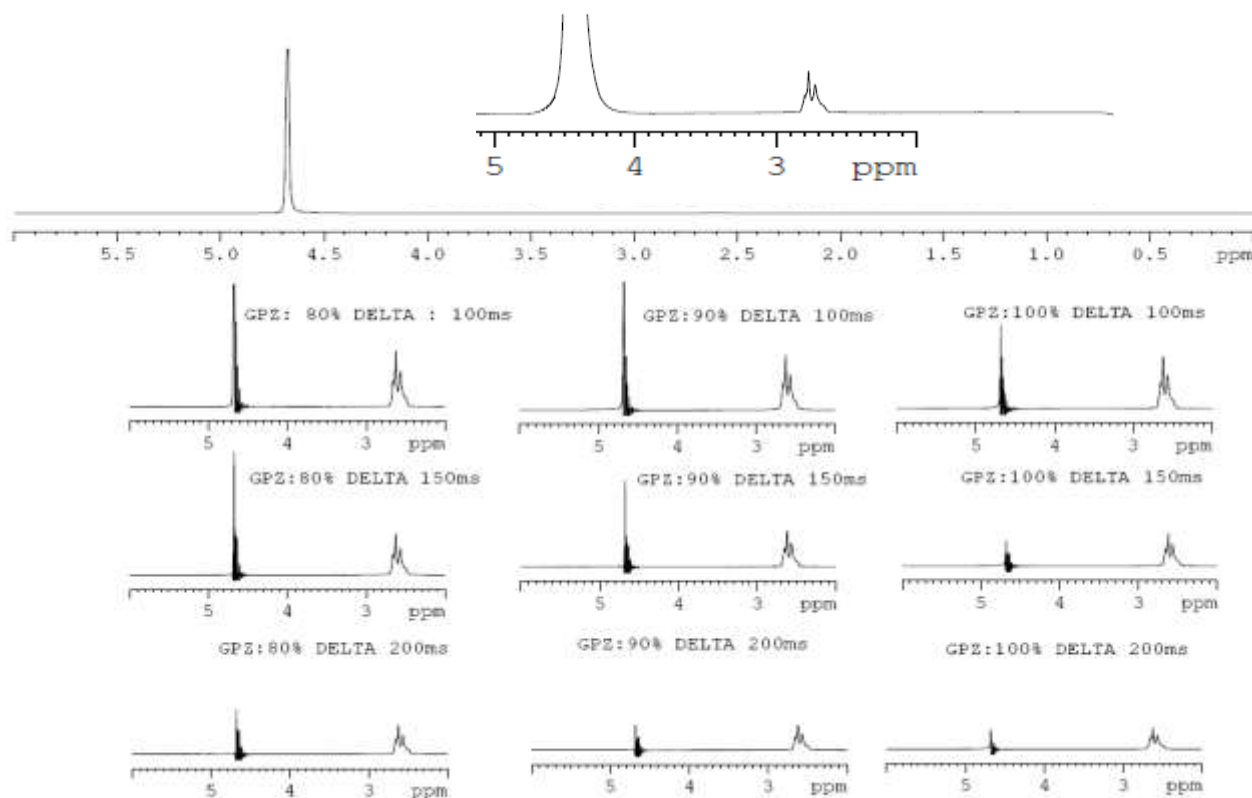 5 4 3 ppm
5.5 5.0 4.5 4.0 3.5 3.0 2.5 2.0 1.5 1.0 0.5 ppm
GPZ: 80% DELTA : 100ms
GPZ:90% DELTA 100ms
GPZ:100% DELTA 100ms
5 4 3 ppm
5 4 3 ppm
5 4 3 ppm
GPZ:80% DELTA 150ms
GPZ:90% DELTA 150ms
GPZ:100% DELTA 150ms
5 4 3 ppm
5 4 3 ppm
5 4 3 ppm
GPZ:80% DELTA 200ms
GPZ:90% DELTA 200ms
GPZ:100% DELTA 200ms
5 4 3 ppm
5 4 3 ppm
5 4 3 ppm